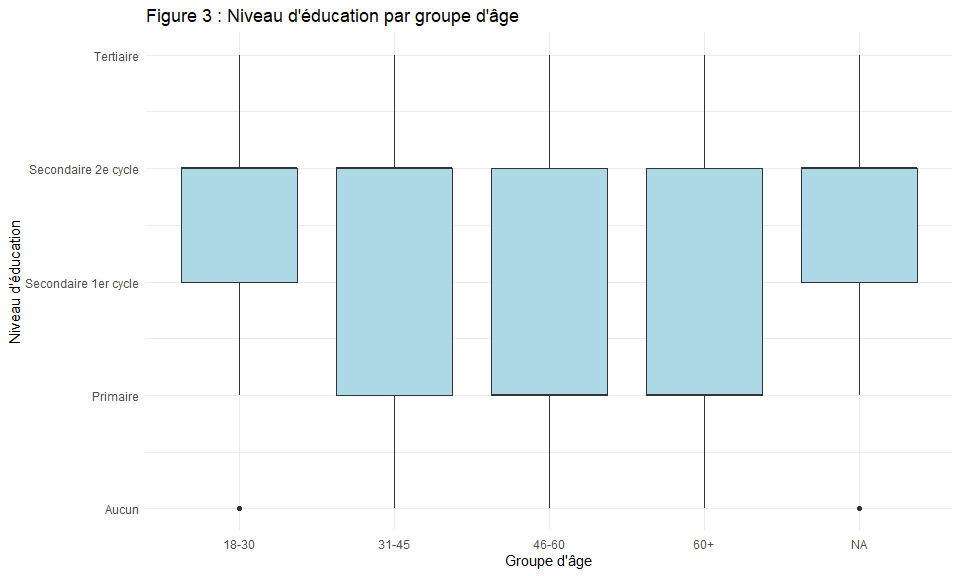 Figure 3 : Niveau d'éducation par groupe d'âge
Niveau d'éducation
Tertiaire
Secondaire 2e cycle
Secondaire 1er cycle
Primaire
Aucun
18-30
31-45
46-60
60+
NA
Groupe d'âge